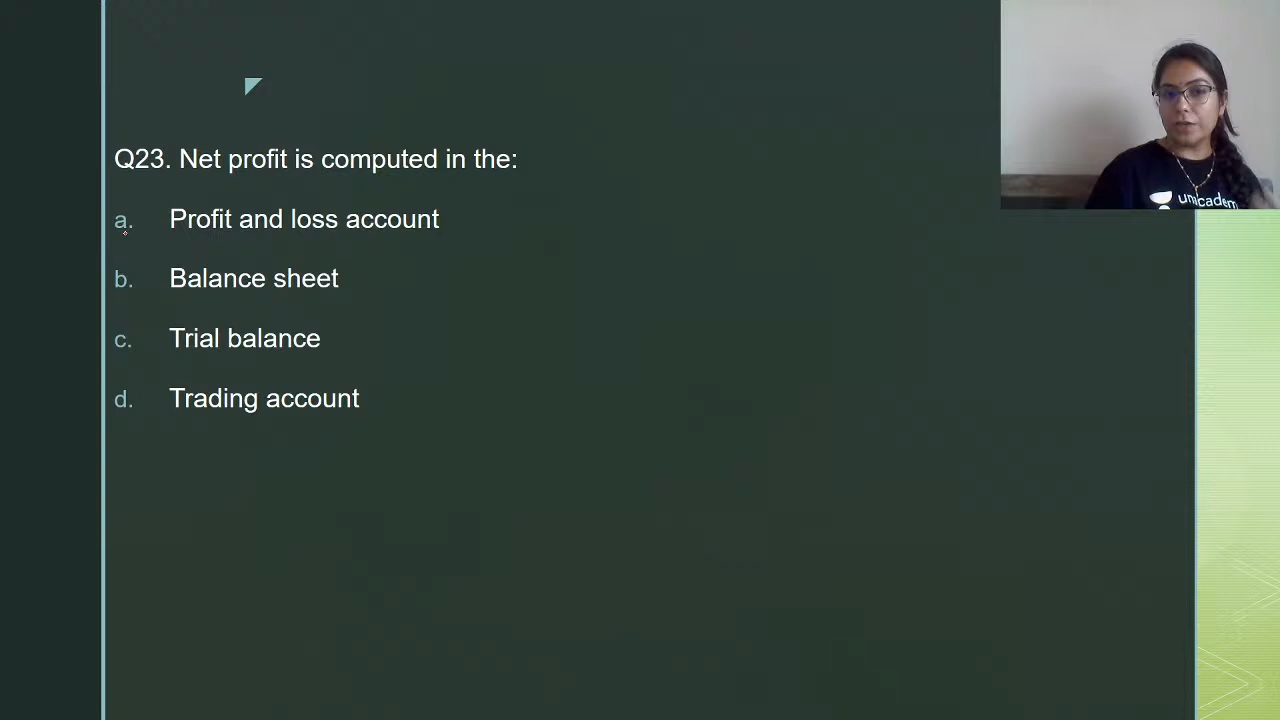 Q23. Net profit is computed in the:
a. Profit and loss account
b. Balance sheet
c. Trial balance
d. Trading account